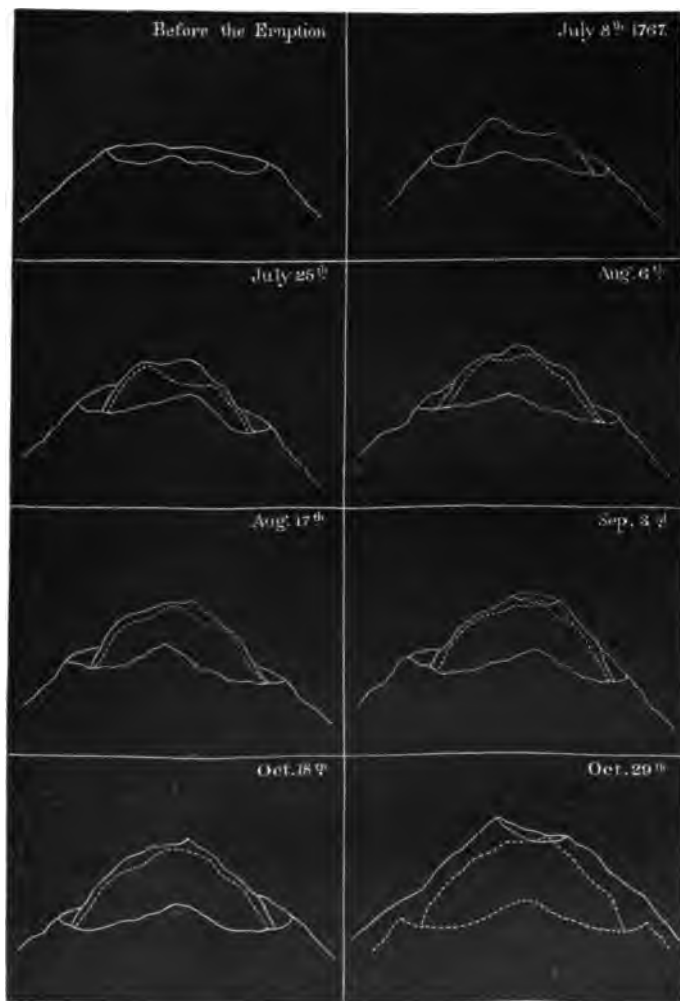 Before the Eruption
July 8th 1767.
July 25th
Aug. 6th
Aug. 17th
Sep. 3d
Oct. 18th
Oct. 29th